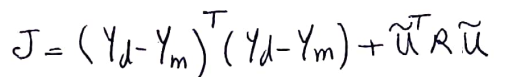 J = (Y_d - Y_m)^T (Y_d - Y_m) + ũ^T R ũ